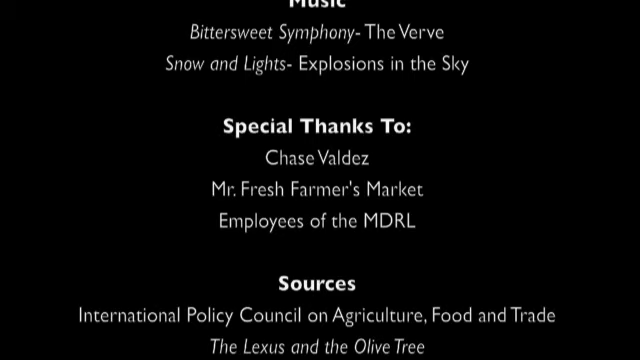 Music
Bittersweet Symphony- The Verve
Snow and Lights- Explosions in the Sky
Special Thanks To:
Chase Valdez
Mr. Fresh Farmer's Market
Employees of the MDRL
Sources
International Policy Council on Agriculture, Food and Trade
The Lexus and the Olive Tree